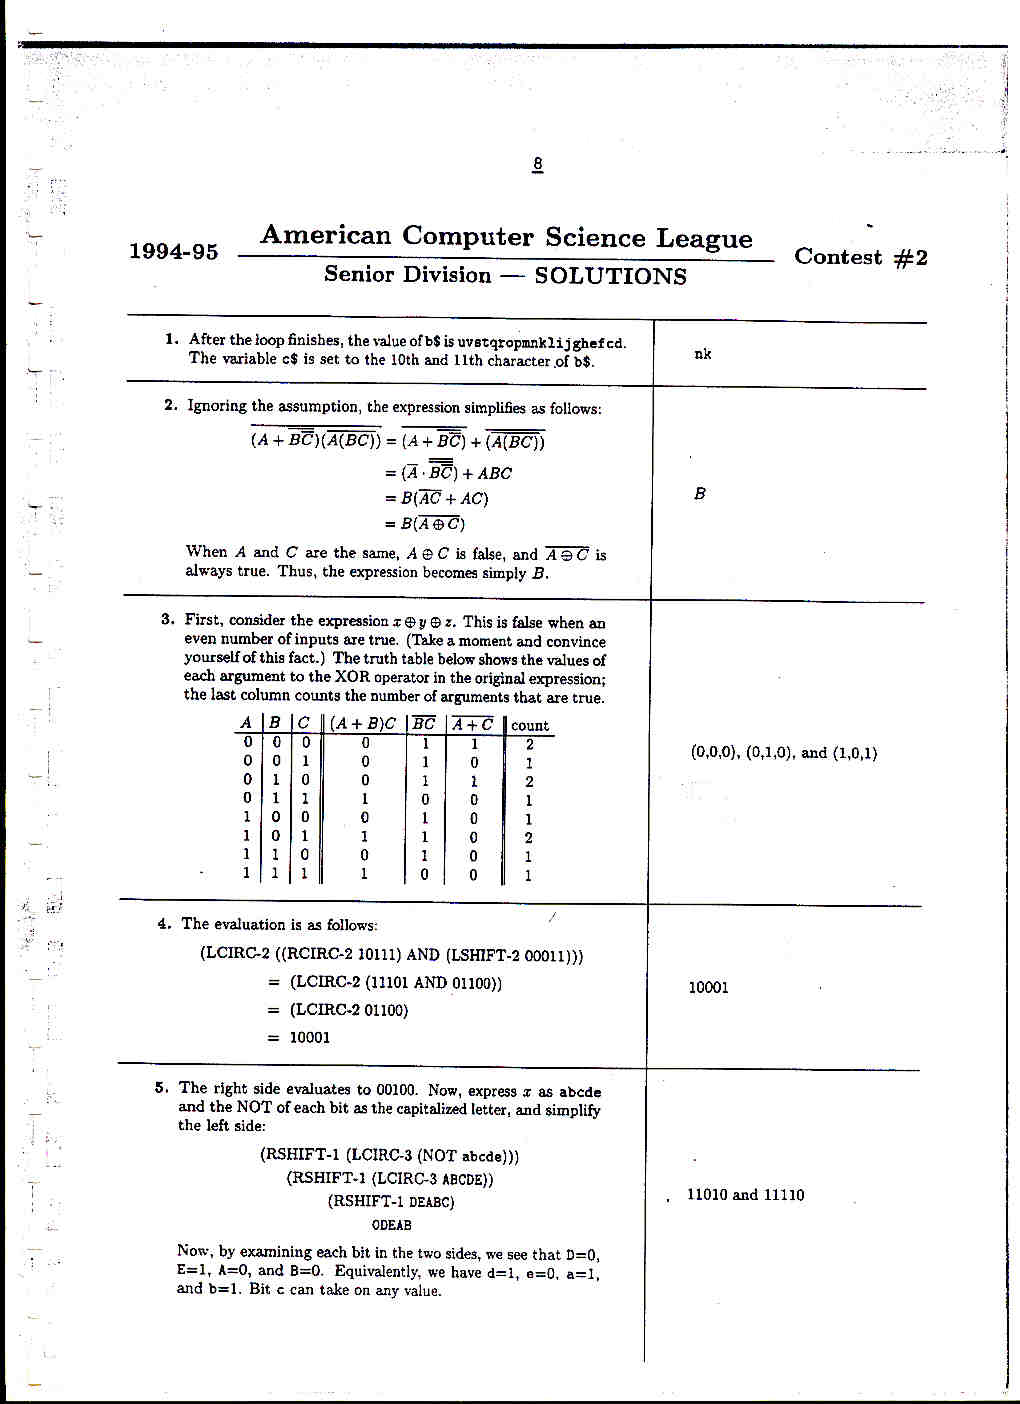 8
1994-95 American Computer Science League Contest #2
Senior Division — SOLUTIONS
1. After the loop finishes, the value of b$ is uvstqropmnklijghefcd.
The variable c$ is set to the 10th and 11th character of b$.
nk
2. Ignoring the assumption, the expression simplifies as follows:
$\overline{(A + \overline{\overline{B\overline{C}}})(\overline{A(BC)})} = \overline{(A + \overline{\overline{B\overline{C}}})} + \overline{(\overline{A(BC)})}$
$= (\overline{A} \cdot \overline{\overline{\overline{B\overline{C}}}}) + ABC$
$= B(\overline{AC} + AC)$
$= B(\overline{A \oplus C})$
When A and C are the same, A ⊕ C is false, and $\overline{A \oplus C}$ is
always true. Thus, the expression becomes simply B.
B
3. First, consider the expression x ⊕ y ⊕ z. This is false when an
even number of inputs are true. (Take a moment and convince
yourself of this fact.) The truth table below shows the values of
each argument to the XOR operator in the original expression;
the last column counts the number of arguments that are true.
A B C (A + B)C $\overline{BC}$ $\overline{A + C}$ count
0 0 0 0 1 1 2
0 0 1 0 1 0 1
0 1 0 0 1 1 2
0 1 1 1 0 0 1
1 0 0 0 1 0 1
1 0 1 1 1 0 2
1 1 0 0 1 0 1
1 1 1 1 0 0 1
(0,0,0), (0,1,0), and (1,0,1)
4. The evaluation is as follows:
(LCIRC-2 ((RCIRC-2 10111) AND (LSHIFT-2 00011)))
= (LCIRC-2 (11101 AND 01100))
= (LCIRC-2 01100)
= 10001
10001
5. The right side evaluates to 00100. Now, express x as abcde
and the NOT of each bit as the capitalized letter, and simplify
the left side:
(RSHIFT-1 (LCIRC-3 (NOT abcde)))
(RSHIFT-1 (LCIRC-3 ABCDE))
(RSHIFT-1 DEABC)
0DEAB
Now, by examining each bit in the two sides, we see that D=0,
E=1, A=0, and B=0. Equivalently, we have d=1, e=0, a=1,
and b=1. Bit c can take on any value.
11010 and 11110